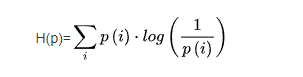 H(p)=∑ᵢ p (i) · log (1/p (i))